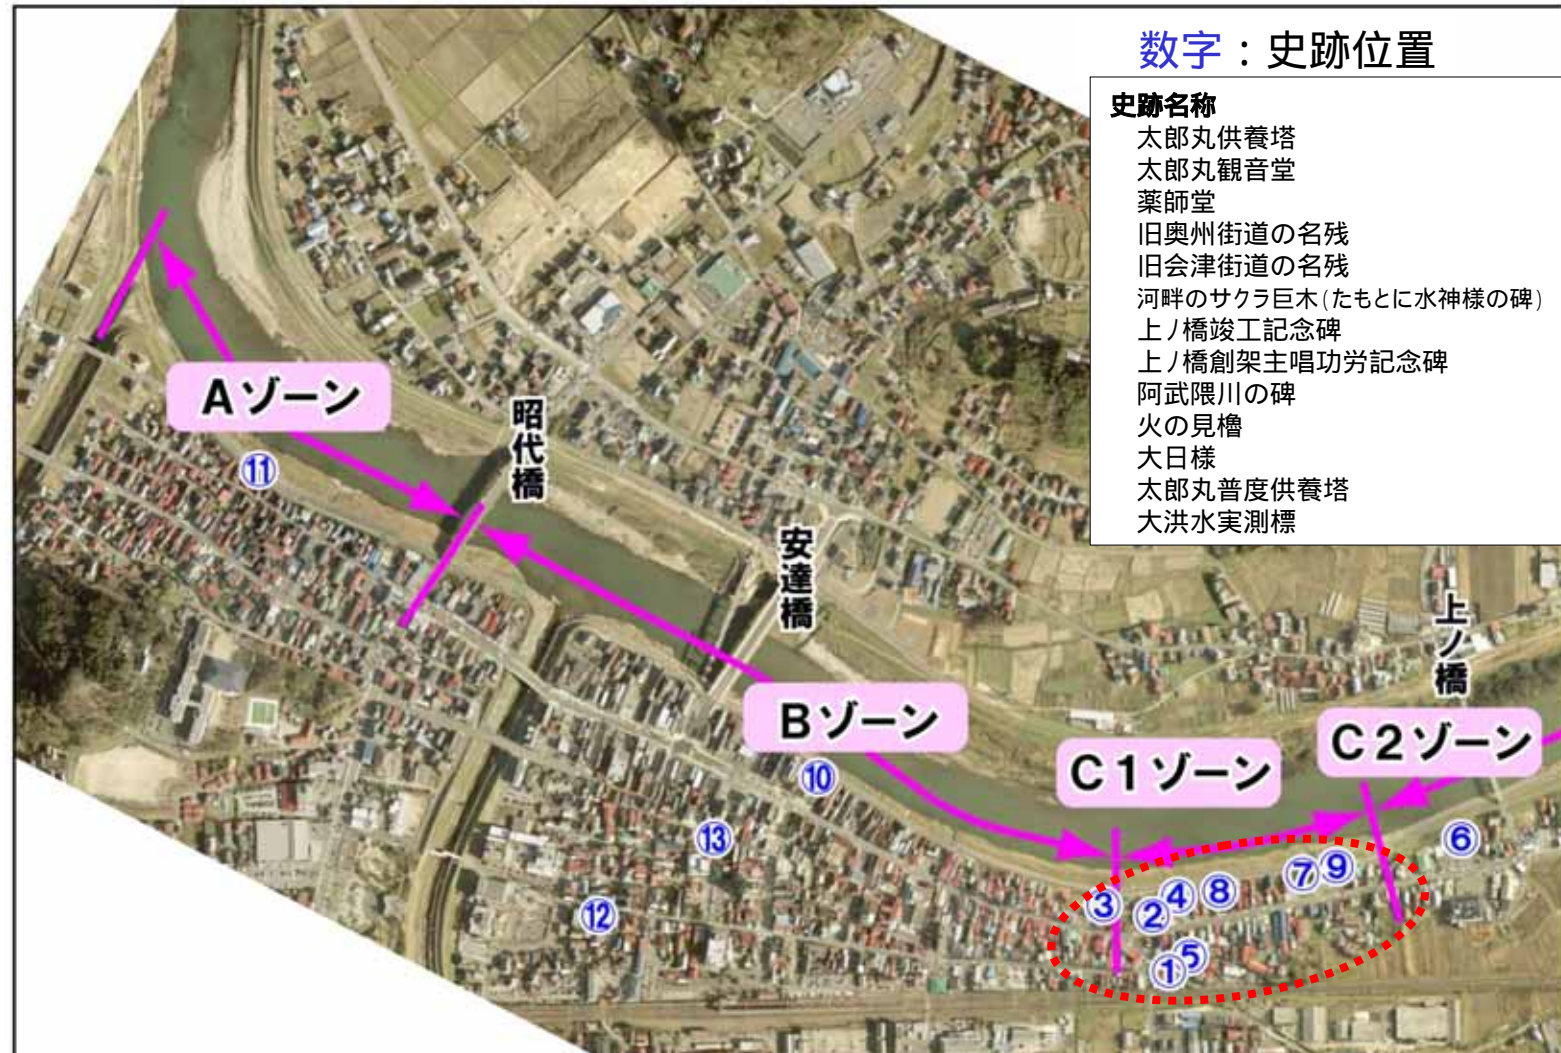 数字：史跡位置
史跡名称
太郎丸供養塔
太郎丸観音堂
薬師堂
旧奥州街道の名残
旧会津街道の名残
河畔のサクラ巨木(たもとに水神様の碑)
上ノ橋竣工記念碑
上ノ橋創架主唱功労記念碑
阿武隈川の碑
火の見櫓
大日様
太郎丸普度供養塔
大洪水実測標
Aゾーン
昭代橋
⑪
安達橋
上ノ橋
Bゾーン
C1ゾーン
C2ゾーン
⑩
⑬
⑫
③
②
④
⑧
⑦
⑨
⑥
①
⑤